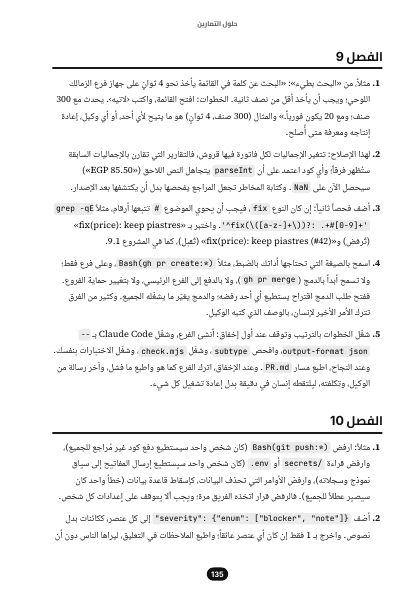 حلول التمارين
الفصل 9
1. مثلاً، من «البحث بطيء»: «البحث عن كلمة في القائمة يأخذ نحو 4 ثوانٍ على جهاز فرع الزمالك
اللوحي؛ ويجب أن يأخذ أقل من نصف ثانية. الخطوات: افتح القائمة، واكتب ‹لاتيه›. يحدث مع 300
صنف؛ ومع 20 يكون فورياً.» والمثال (300 صنف، 4 ثوانٍ) هو ما يتيح لأي أحد، أو أي وكيل، إعادة
إنتاجه ومعرفة متى أُصلح.
2. لهذا الإصلاح: تتغير الإجماليات لكل فاتورة فيها قروش، فالتقارير التي تقارن بالإجماليات السابقة
ستُظهر فرقاً؛ وأي كود اعتمد على أن parseInt يتجاهل النص اللاحق («85.50 EGP»)
سيحصل الآن على NaN. وكتابة المخاطر تجعل المراجع يفحصها بدل أن يكتشفها بعد الإصدار.
3. أضف فحصاً ثانياً: إن كان النوع fix، فيجب أن يحوي الموضوع # تتبعها أرقام، مثلاً grep -qE
'^fix(\([a-z-]+\))?: .+#[0-9]+'. واختبر بـ «fix(price): keep piastres»
(تُرفض) و«fix(price): keep piastres (#42)» (تُقبل)، كما في المشروع 9.1.
4. اسمح بالصيغة التي تحتاجها أداتك بالضبط، مثلاً Bash(gh pr create:*)، وعلى فرع فقط؛
ولا تسمح أبداً بالدمج (gh pr merge)، ولا بالدفع إلى الفرع الرئيسي، ولا بتغيير حماية الفروع.
ففتح طلب الدمج اقتراح يستطيع أي أحد رفضه؛ والدمج يغيّر ما يشغّله الجميع. وكثير من الفرق
تترك الأمر الأخير لإنسان، بالوصف الذي كتبه الوكيل.
5. شغّل الخطوات بالترتيب وتوقف عند أول إخفاق: أنشئ الفرع، وشغّل Claude Code بـ --
output-format json، وافحص subtype، وشغّل check.mjs، وشغّل الاختبارات بنفسك.
وعند النجاح، اطبع مسار PR.md. وعند الإخفاق، اترك الفرع كما هو واطبع ما فشل، وآخر رسالة من
الوكيل، وتكلفته، ليلتقطه إنسان في دقيقة بدل إعادة تشغيل كل شيء.
الفصل 10
1. مثلاً: ارفض Bash(git push:*) (كان شخص واحد سيستطيع دفع كود غير مُراجع للجميع)،
وارفض قراءة secrets/ أو .env (كان شخص واحد سيستطيع إرسال المفاتيح إلى سياق
نموذج وسجلاته)، وارفض الأوامر التي تحذف البيانات، كإسقاط قاعدة بيانات (خطأ واحد كان
سيصير عطلاً للجميع). فالرفض قرار اتخذه الفريق مرة؛ ويجب ألا يتوقف على إعدادات كل شخص.
2. أضف "severity": {"enum": ["blocker", "note"]} إلى كل عنصر، ككائنات بدل
نصوص. واخرج بـ 1 فقط إن كان أي عنصر عائقاً؛ واطبع الملاحظات في التعليق، ليراها الناس دون أن
135